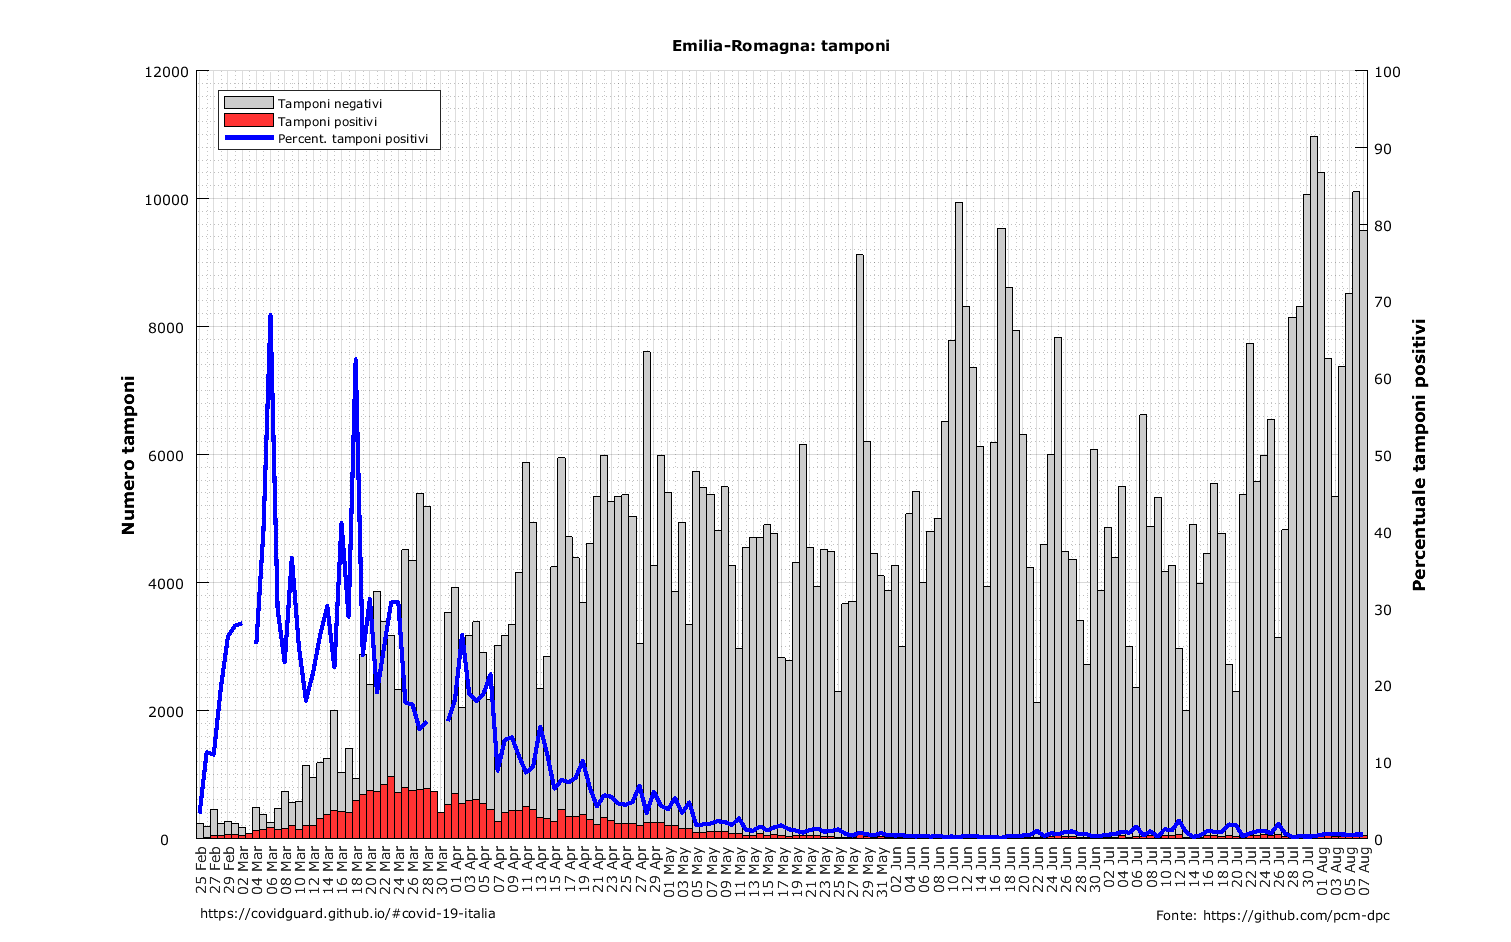 Emilia-Romagna: tamponi
12000
10000
8000
6000
4000
2000
0
Numero tamponi
Tamponi negativi
Tamponi positivi
Percent. tamponi positivi
100
90
80
70
60
50
40
30
20
10
0
Percentuale tamponi positivi
25 Feb
27 Feb
29 Feb
02 Mar
04 Mar
06 Mar
08 Mar
10 Mar
12 Mar
14 Mar
16 Mar
18 Mar
20 Mar
22 Mar
24 Mar
26 Mar
28 Mar
30 Mar
01 Apr
03 Apr
05 Apr
07 Apr
09 Apr
11 Apr
13 Apr
15 Apr
17 Apr
19 Apr
21 Apr
23 Apr
25 Apr
27 Apr
29 Apr
01 May
03 May
05 May
07 May
09 May
11 May
13 May
15 May
17 May
19 May
21 May
23 May
25 May
27 May
29 May
31 May
02 Jun
04 Jun
06 Jun
08 Jun
10 Jun
12 Jun
14 Jun
16 Jun
18 Jun
20 Jun
22 Jun
24 Jun
26 Jun
28 Jun
30 Jun
02 Jul
04 Jul
06 Jul
08 Jul
10 Jul
12 Jul
14 Jul
16 Jul
18 Jul
20 Jul
22 Jul
24 Jul
26 Jul
28 Jul
30 Jul
01 Aug
03 Aug
05 Aug
07 Aug
https://covidguard.github.io/#covid-19-italia
Fonte: https://github.com/pcm-dpc